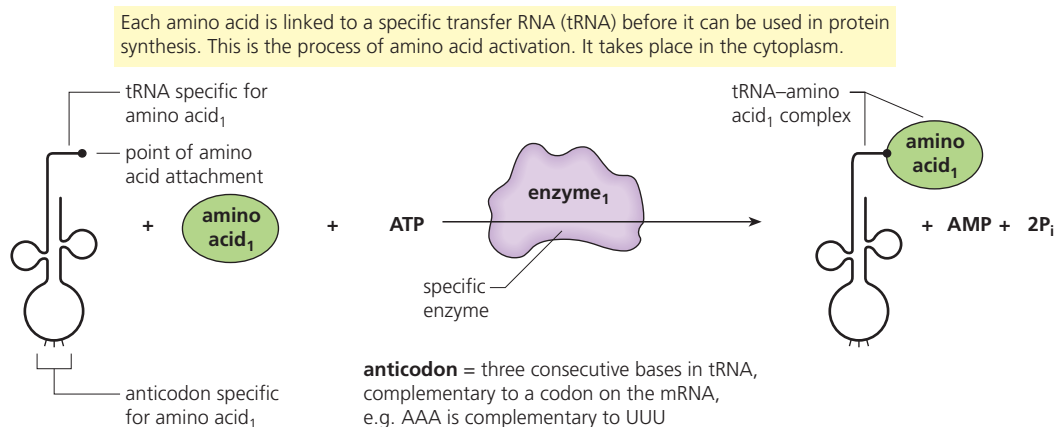 Each amino acid is linked to a specific transfer RNA (tRNA) before it can be used in protein
synthesis. This is the process of amino acid activation. It takes place in the cytoplasm.
tRNA specific for
amino acid₁
point of amino
acid attachment
+
amino
acid₁
+
ATP
enzyme₁
specific
enzyme
tRNA–amino
acid₁ complex
amino
acid₁
+ AMP + 2Pᵢ
anticodon specific
for amino acid₁
anticodon = three consecutive bases in tRNA,
complementary to a codon on the mRNA,
e.g. AAA is complementary to UUU